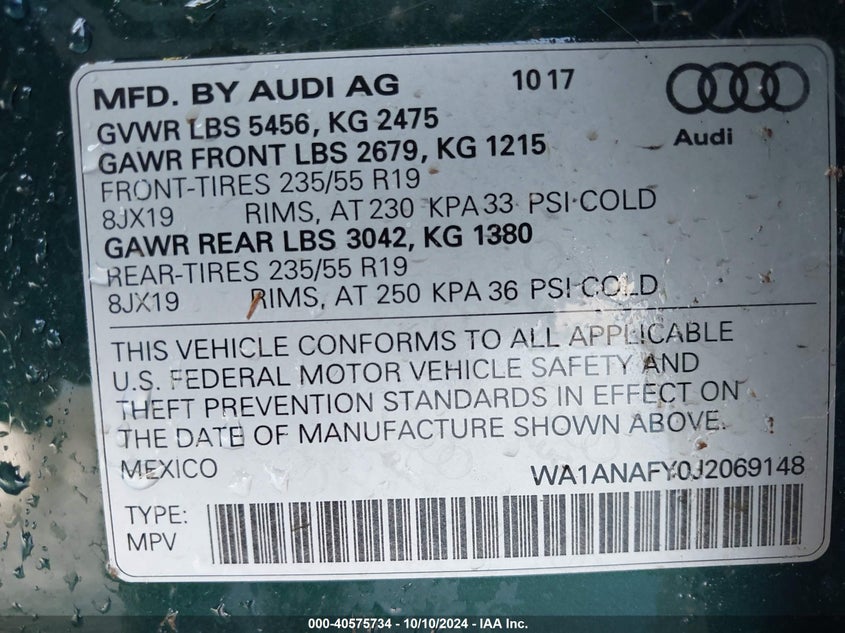 MFD. BY AUDI AG 10 17
Audi
GVWR LBS 5456, KG 2475
GAWR FRONT LBS 2679, KG 1215
FRONT-TIRES 235/55 R19
8JX19 RIMS, AT 230 KPA 33 PSI COLD
GAWR REAR LBS 3042, KG 1380
REAR-TIRES 235/55 R19
8JX19 RIMS, AT 250 KPA 36 PSI COLD
THIS VEHICLE CONFORMS TO ALL APPLICABLE
U.S. FEDERAL MOTOR VEHICLE SAFETY AND
THEFT PREVENTION STANDARDS IN EFFECT ON
THE DATE OF MANUFACTURE SHOWN ABOVE.
MEXICO WA1ANAFY0J2069148
TYPE:
MPV
000-40575734 - 10/10/2024 - IAA Inc.